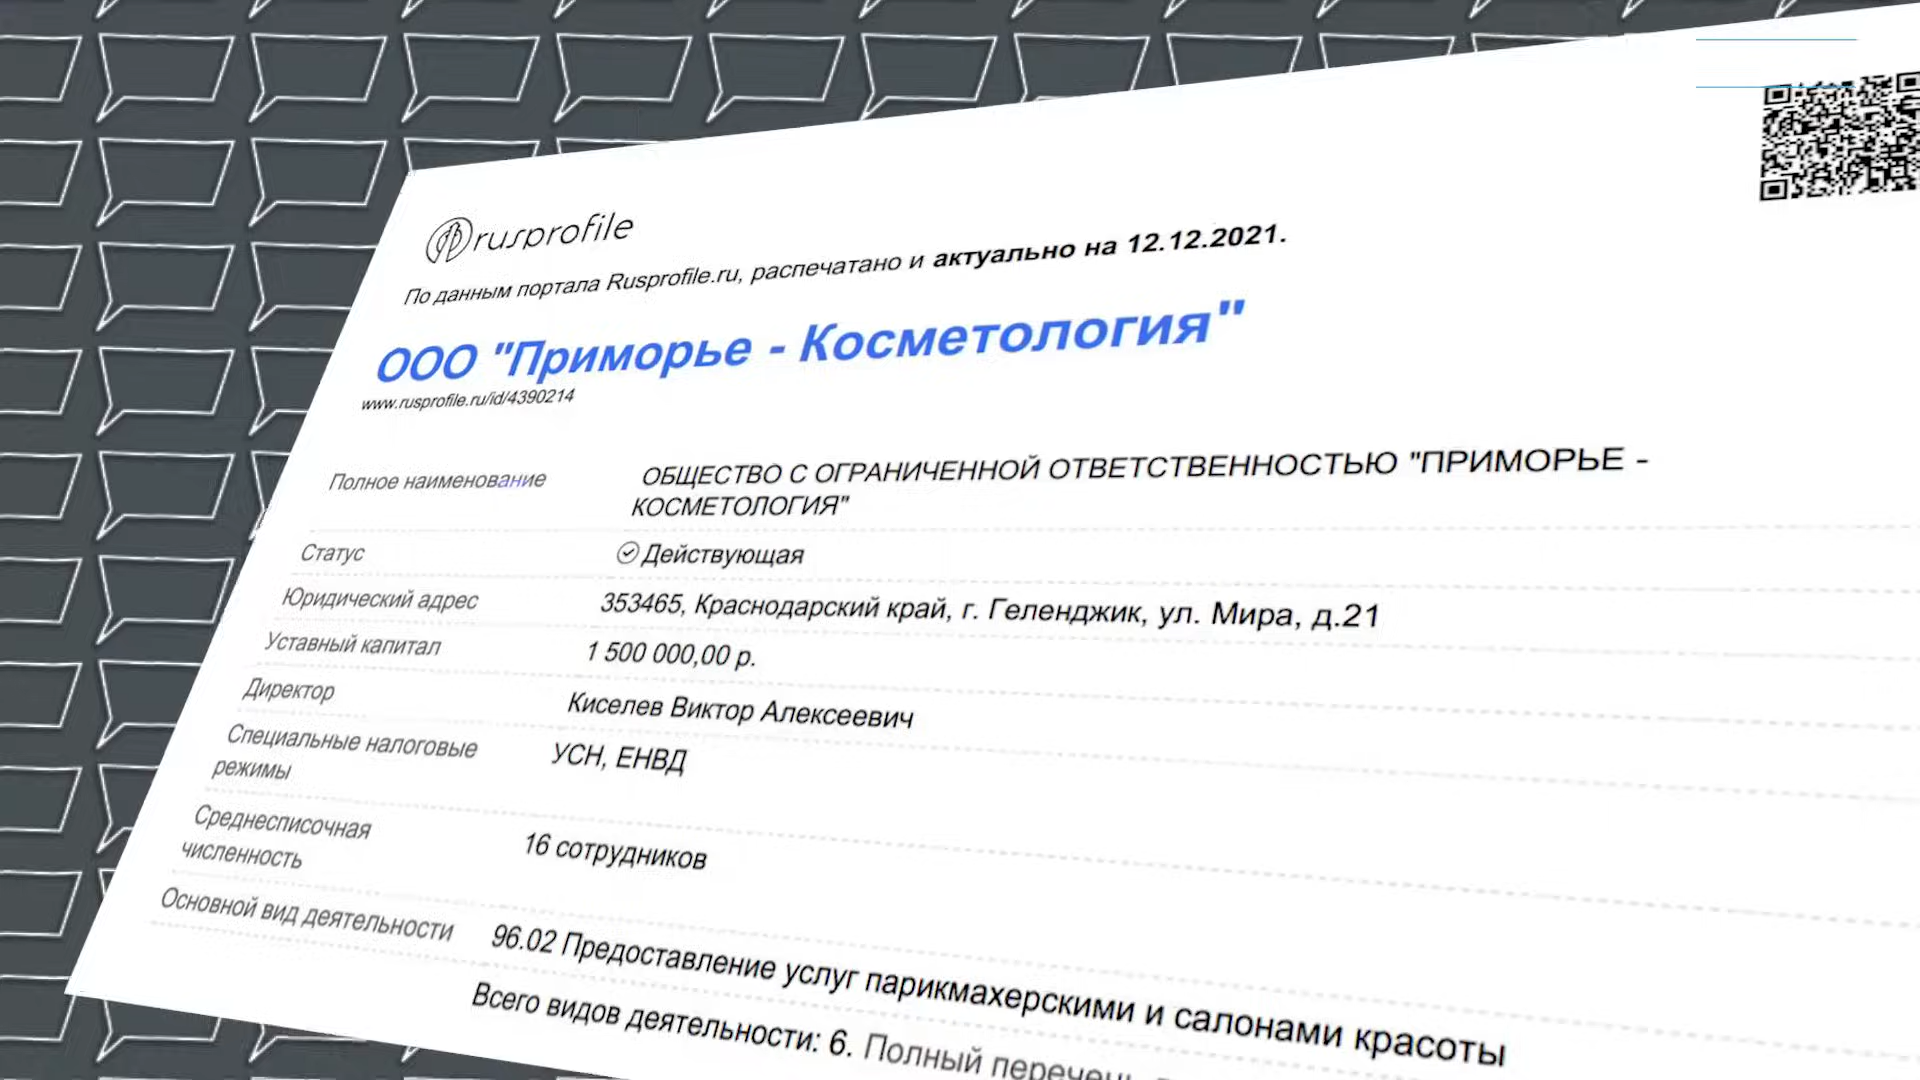 rusprofile
По данным портала Rusprofile.ru, распечатано и актуально на 12.12.2021.
ООО "Приморье - Косметология"
www.rusprofile.ru/id/4390214
Полное наименование ОБЩЕСТВО С ОГРАНИЧЕННОЙ ОТВЕТСТВЕННОСТЬЮ "ПРИМОРЬЕ -
КОСМЕТОЛОГИЯ"
Статус Действующая
Юридический адрес 353465, Краснодарский край, г. Геленджик, ул. Мира, д.21
Уставный капитал 1 500 000,00 р.
Директор Киселев Виктор Алексеевич
Специальные налоговые УСН, ЕНВД
режимы
Среднесписочная 16 сотрудников
численность
Основной вид деятельности 96.02 Предоставление услуг парикмахерскими и салонами красоты
Всего видов деятельности: 6. Полный